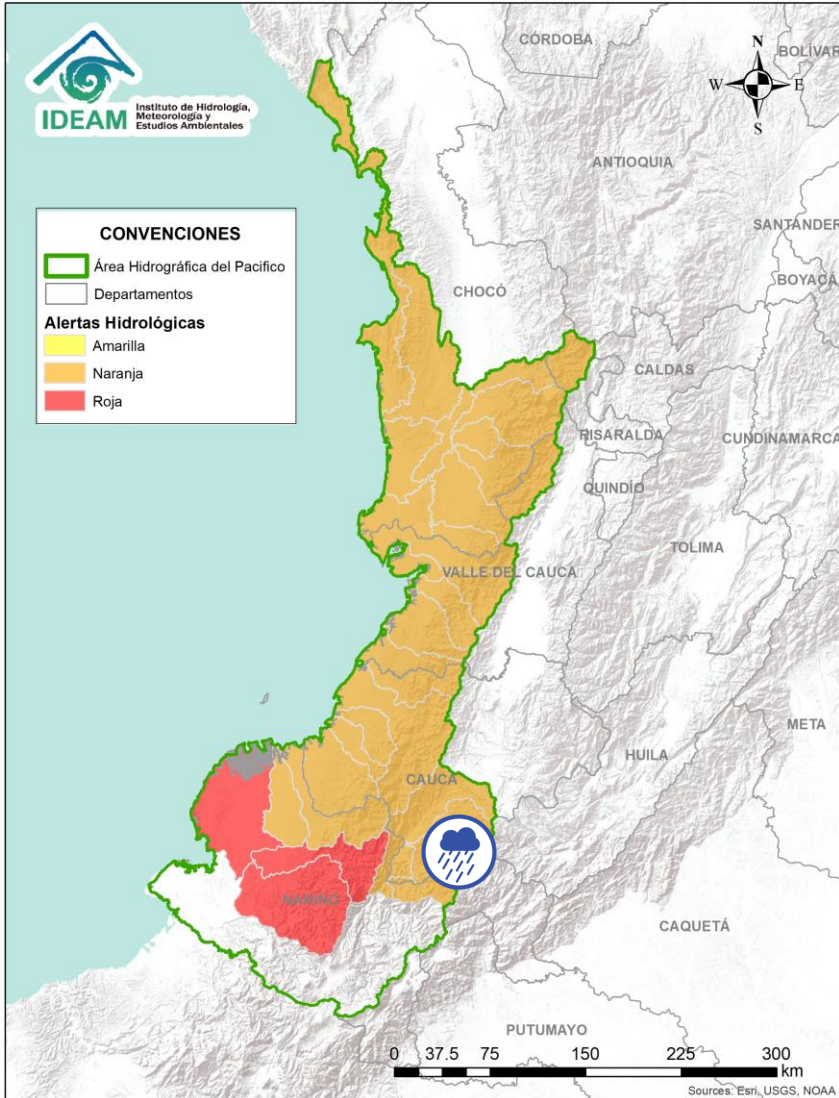 IDEAM
Instituto de Hidrología,
Meteorología y
Estudios Ambientales
CÓRDOBA
BOLÍVAR
N
W
E
S
ANTIOQUIA
SANTANDER
BOYACÁ
CONVENCIONES
Área Hidrográfica del Pacifico
Departamentos
Alertas Hidrológicas
Amarilla
Naranja
Roja
CHOCÓ
CALDAS
RISARALDA
CUNDINAMARCA
QUINDÍO
TOLIMA
VALLE DEL CAUCA
META
HUILA
CAUCA
NARIÑO
CAQUETÁ
PUTUMAYO
0 37.5 75 150 225 300
km
Sources: Esri, USGS, NOAA